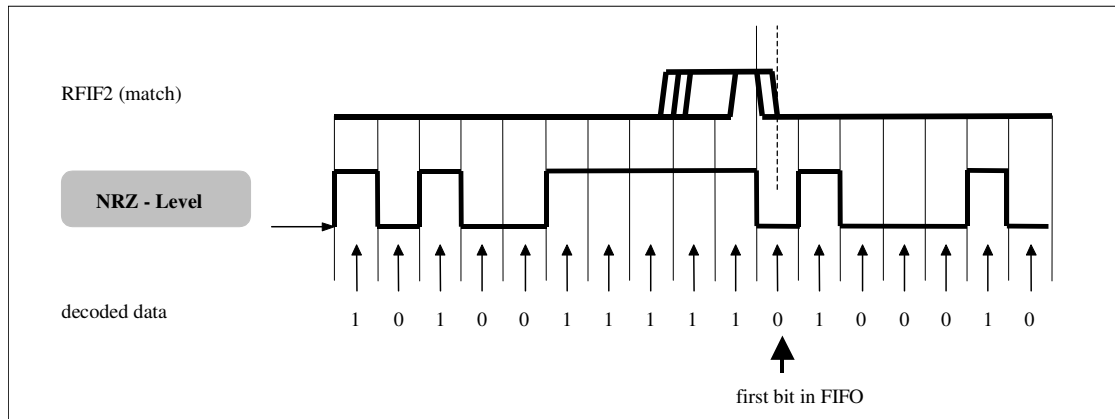 RFIF2 (match)
NRZ - Level
decoded data
1 0 1 0 0 1 1 1 1 1 0 1 0 0 0 1 0
first bit in FIFO